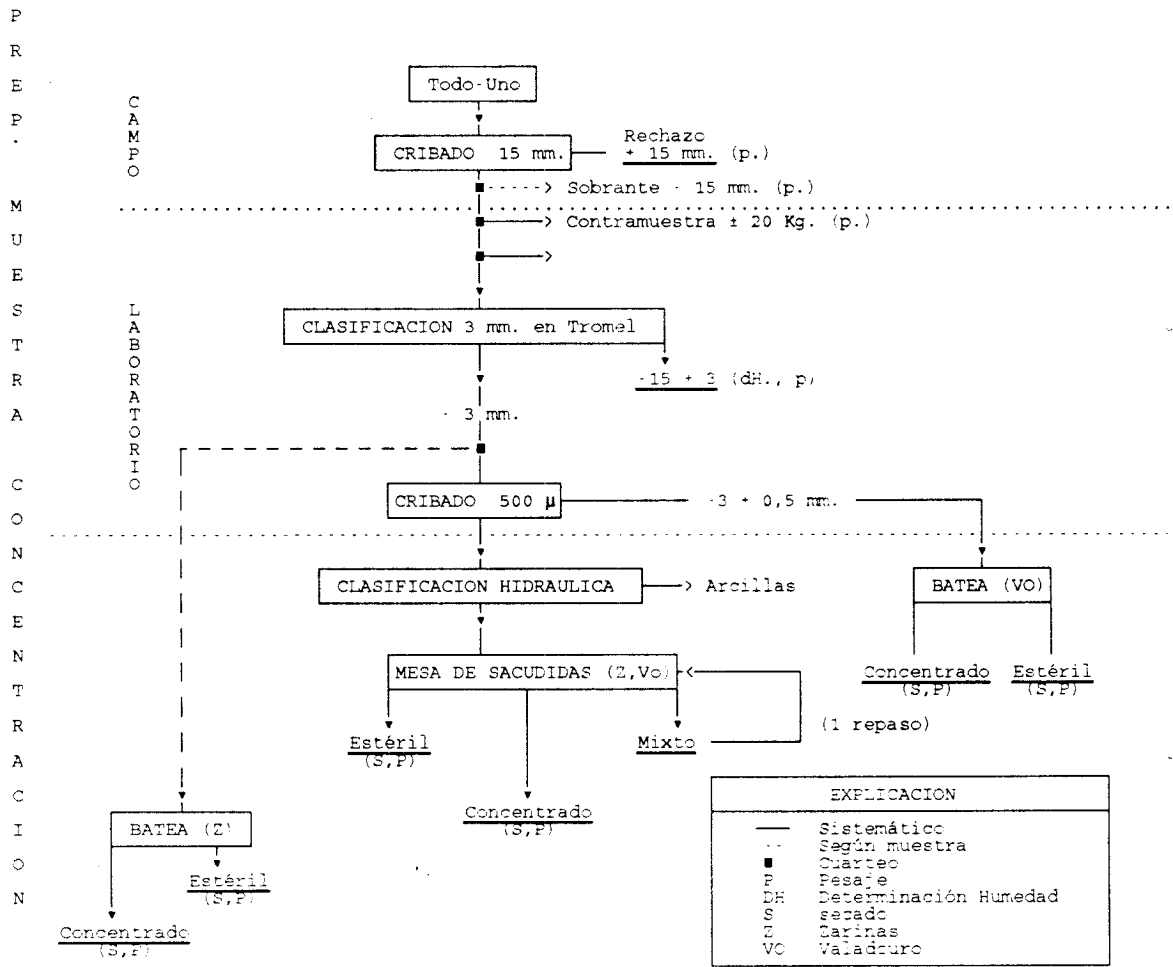 PREP. MUESTRA
CONCENTRACION
CAMPO
LABORATORIO
Todo-Uno
CRIBADO 15 mm.
Rechazo
+ 15 mm. (p.)
Sobrante - 15 mm. (p.)
Contramuestra ± 20 Kg. (p.)
CLASIFICACION 3 mm. en Tromel
-15 + 3 (dH., p)
- 3 mm.
CRIBADO 500 µ
-3 + 0,5 mm.
CLASIFICACION HIDRAULICA
Arcillas
BATEA (VO)
Concentrado
(S,P)
Estéril
(S,P)
MESA DE SACUDIDAS (Z,Vo)
Estéril
(S,P)
Mixto
(1 repaso)
Concentrado
(S,P)
BATEA (Z)
Estéril
(S,P)
Concentrado
(S,P)
EXPLICACION
Sistemático
Según muestra
Cuarteo
P Pesaje
DH Determinación Humedad
S secado
Z Zarinas
VO Valadouro